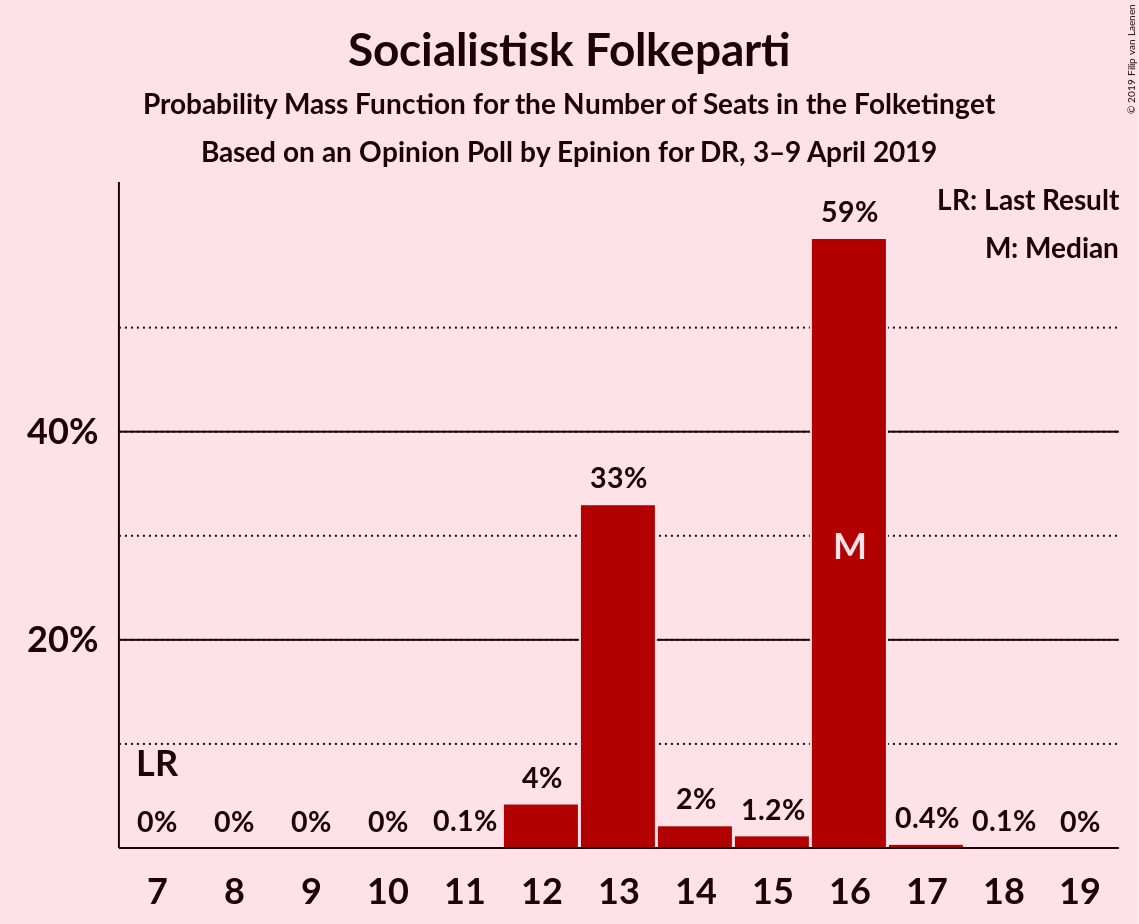 Socialistisk Folkeparti
Probability Mass Function for the Number of Seats in the Folketinget
Based on an Opinion Poll by Epinion for DR, 3–9 April 2019
© 2019 Filip van Laenen
LR: Last Result
M: Median
59%
40%
33%
M
20%
LR
0% 0% 0% 0% 0.1% 4% 2% 1.2% 0.4% 0.1% 0%
7 8 9 10 11 12 13 14 15 16 17 18 19